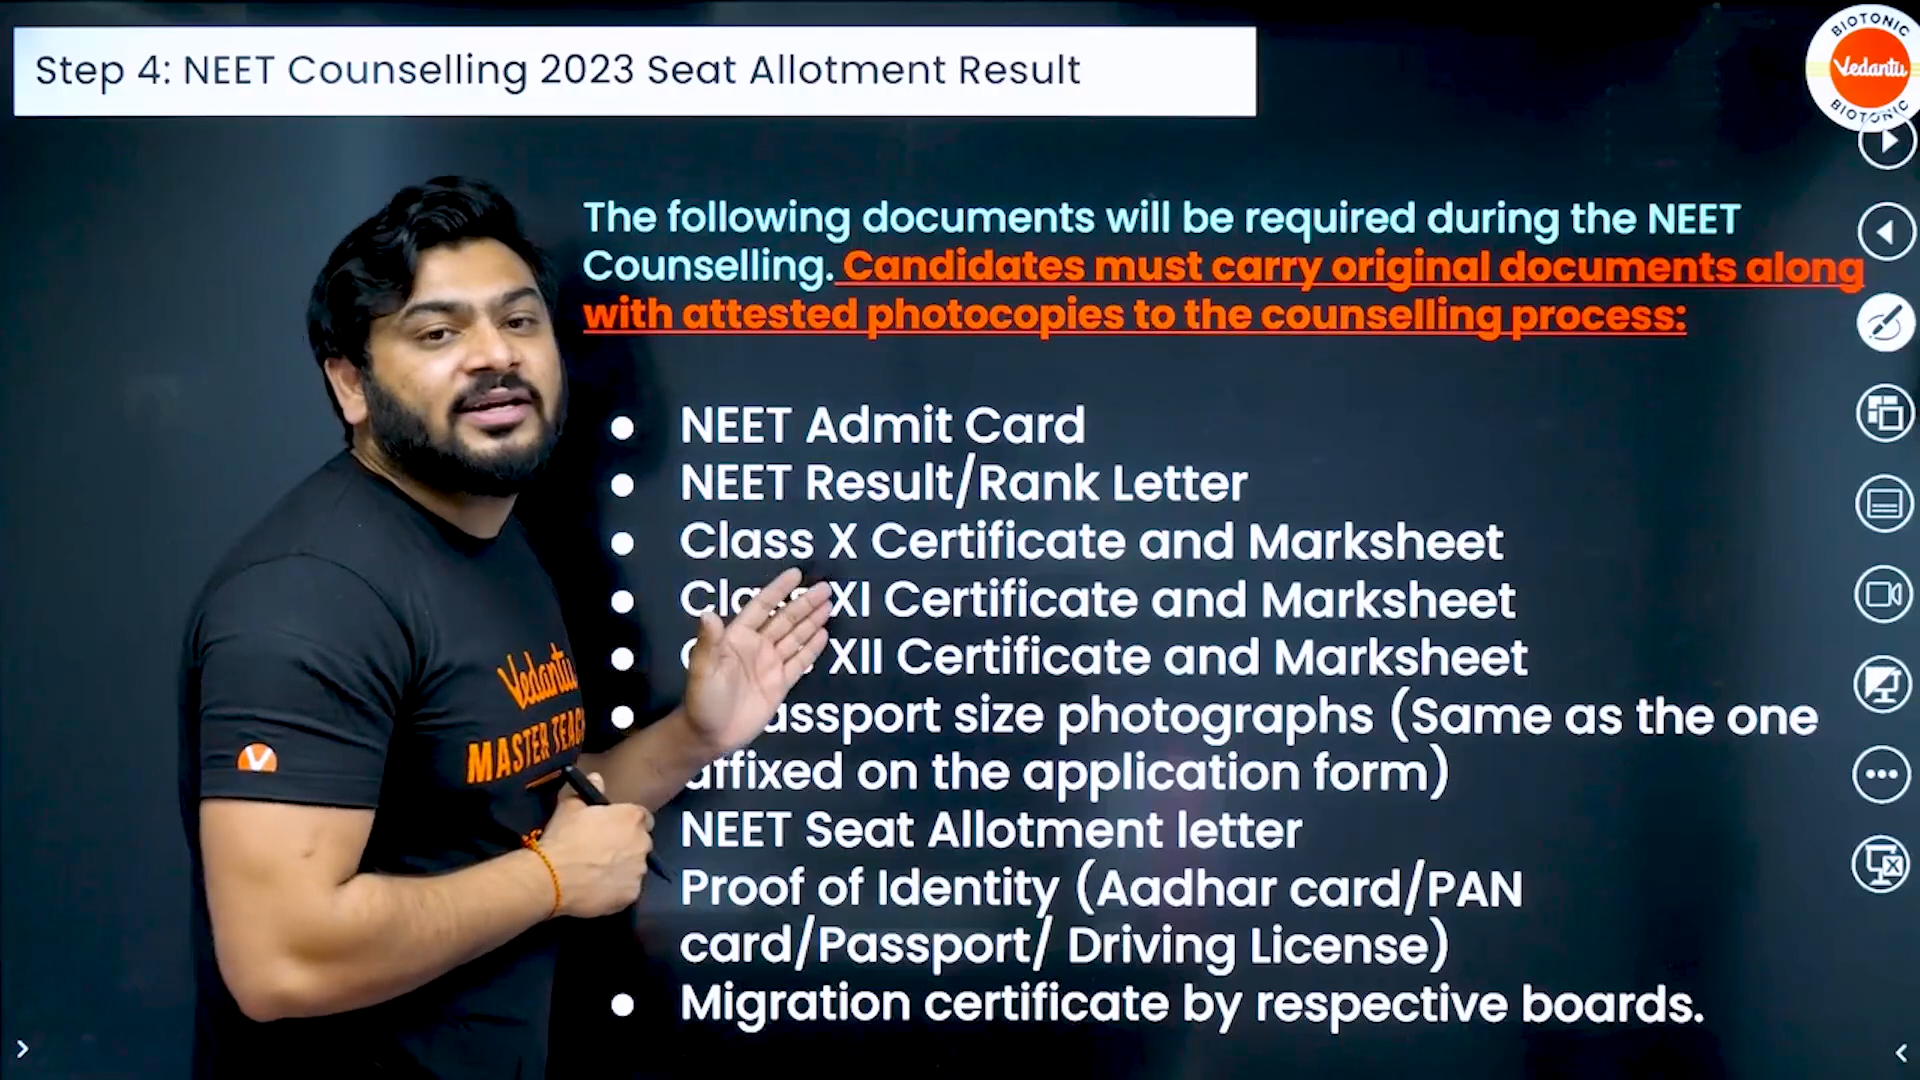 Step 4: NEET Counselling 2023 Seat Allotment Result
BIOTONIC
Vedantu
BIOTONIC
The following documents will be required during the NEET
Counselling. Candidates must carry original documents along
with attested photocopies to the counselling process:
● NEET Admit Card
● NEET Result/Rank Letter
● Class X Certificate and Marksheet
● Class XI Certificate and Marksheet
● XII Certificate and Marksheet
● size photographs (Same as the one
affixed on the application form)
NEET Seat Allotment letter
Proof of Identity (Aadhar card/PAN
card/Passport/ Driving License)
● Migration certificate by respective boards.
Vedantu
MASTER
V